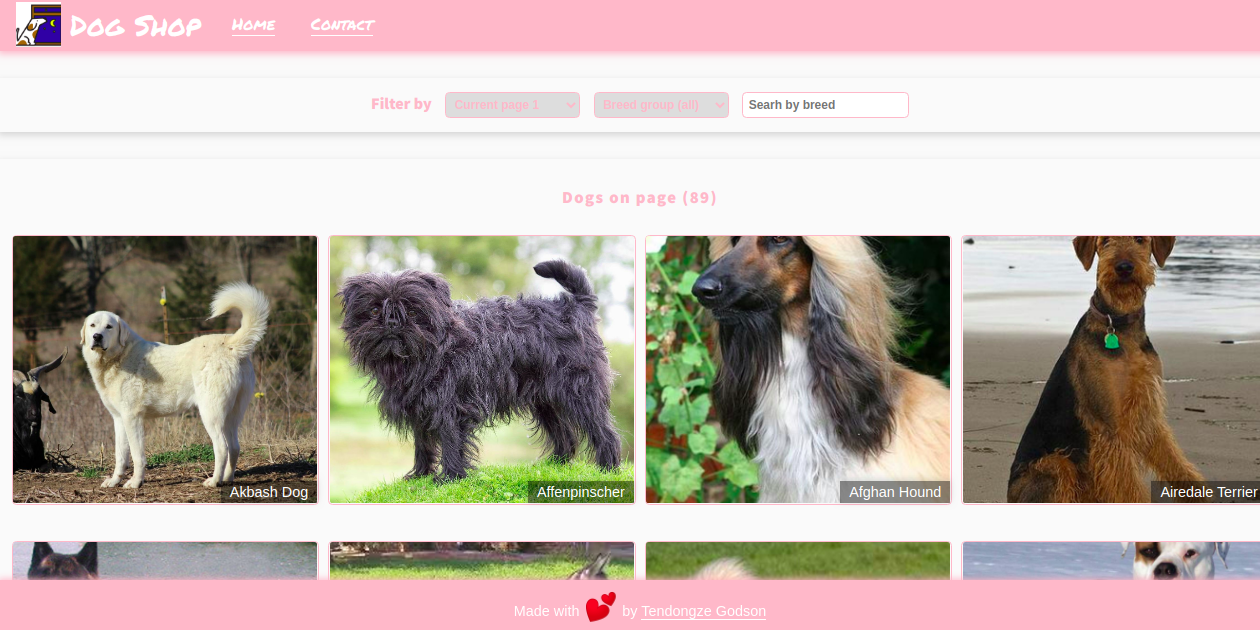 Dog Shop Home Contact
Filter by Current page 1 Breed group (all) Searh by breed
Dogs on page (89)
Akbash Dog Affenpinscher Afghan Hound Airedale Terrier
Made with 💕 by Tendongze Godson